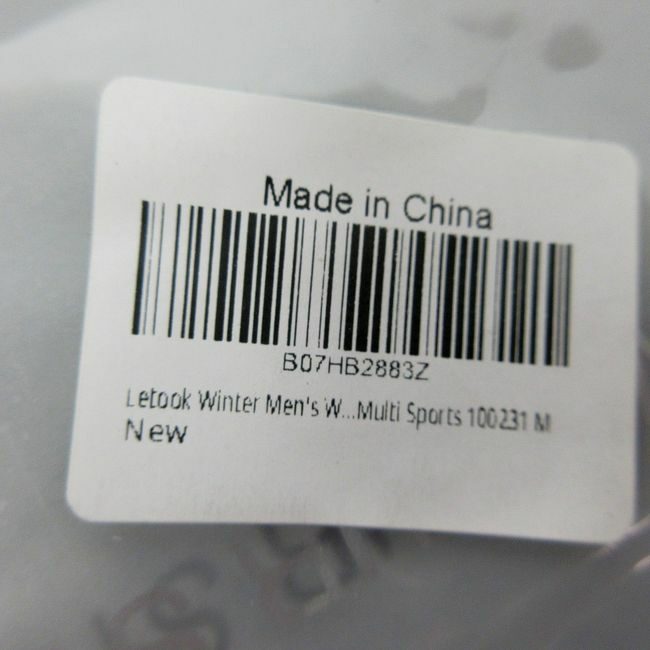 Made in China
B07HB2883Z
Letook Winter Men's W...Multi Sports 100231 M
New